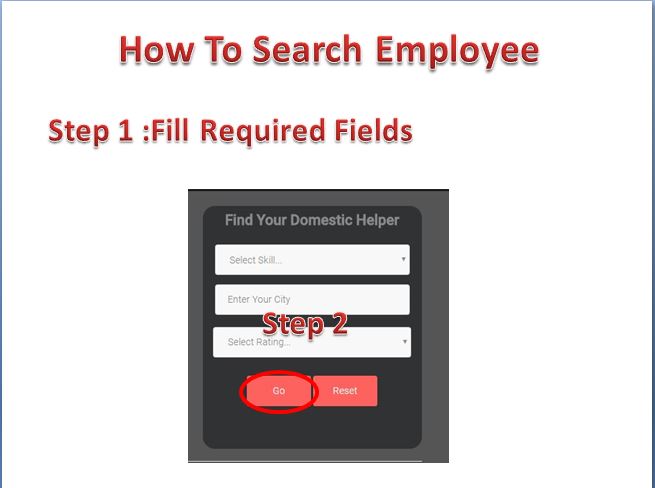 How To Search Employee
Step 1 :Fill Required Fields
Find Your Domestic Helper
Select Skill...
Enter Your City
Step 2
Select Rating...
Go Reset